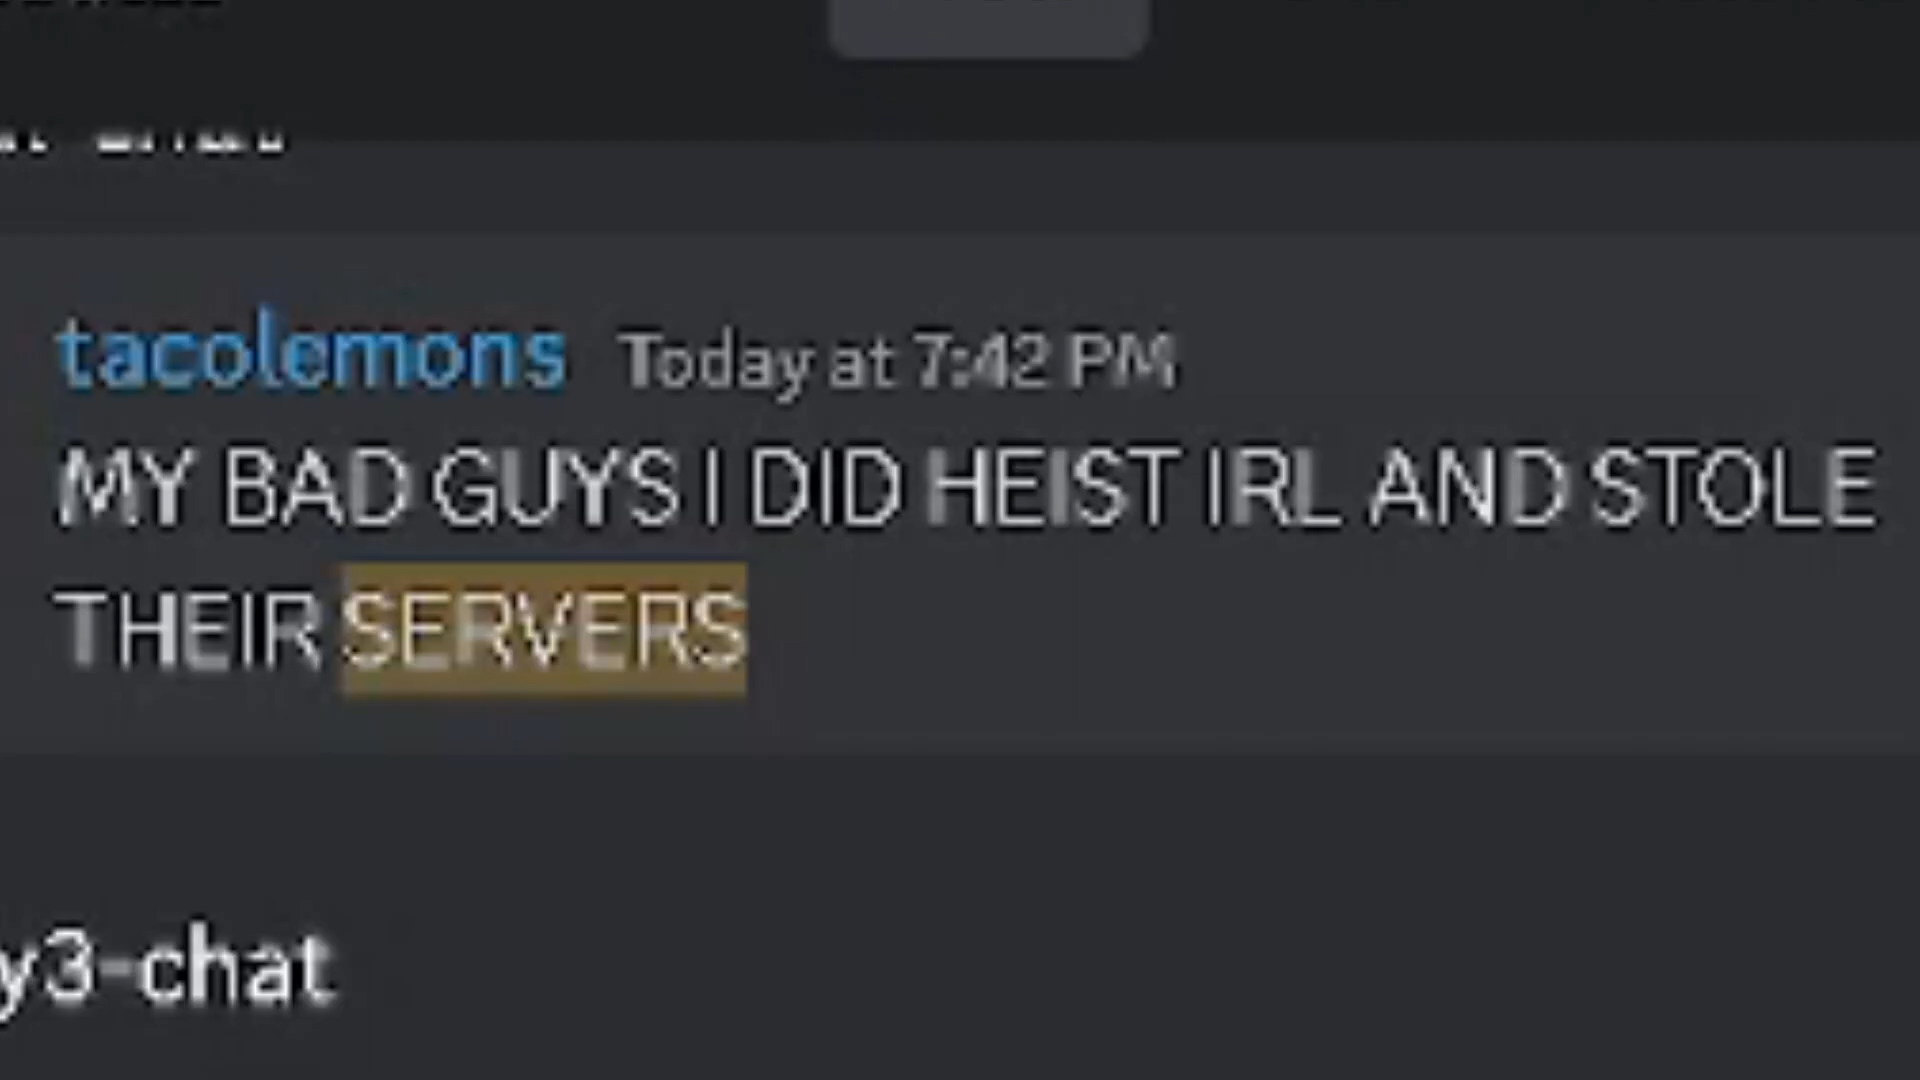 tacolemons Today at 7:42 PM
MY BAD GUYS I DID HEIST IRL AND STOLE
THEIR SERVERS
y3-chat